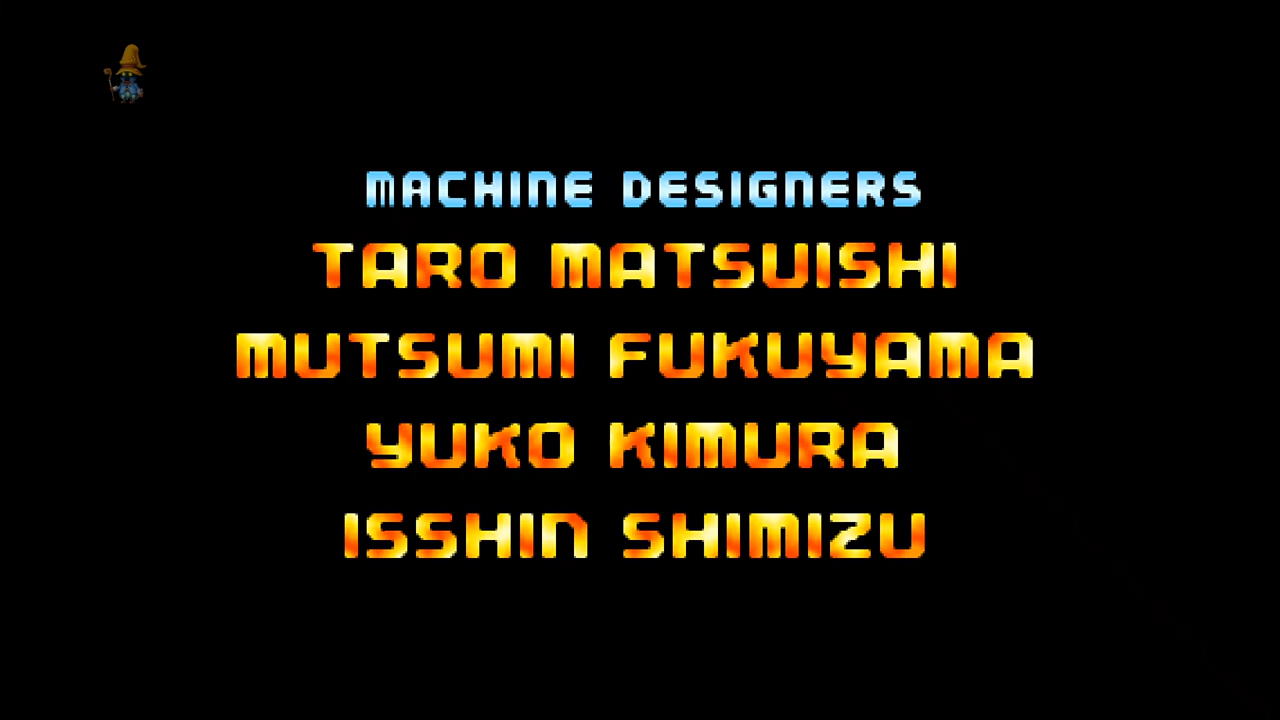 MACHINE DESIGNERS
TARO MATSUISHI
MUTSUMI FUKUYAMA
YUKO KIMURA
ISSHIN SHIMIZU